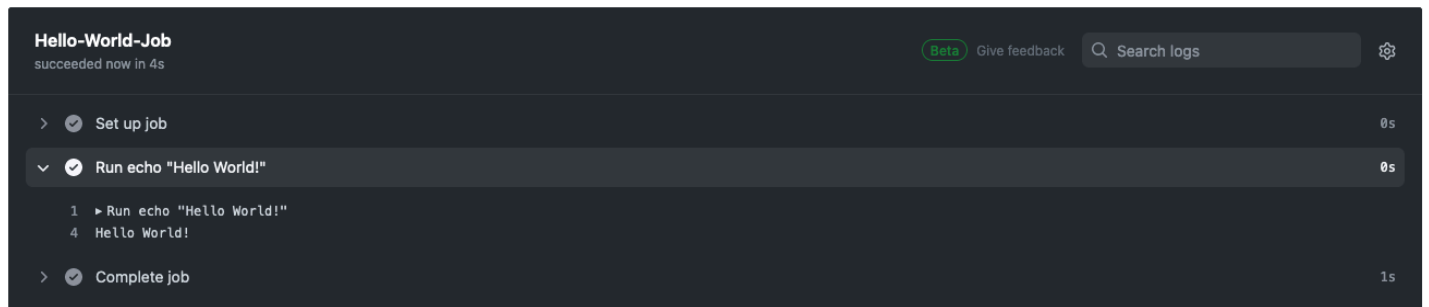 Hello-World-Job
succeeded now in 4s
Beta Give feedback Search logs
Set up job 0s
Run echo "Hello World!" 0s
1 Run echo "Hello World!"
4 Hello World!
Complete job 1s